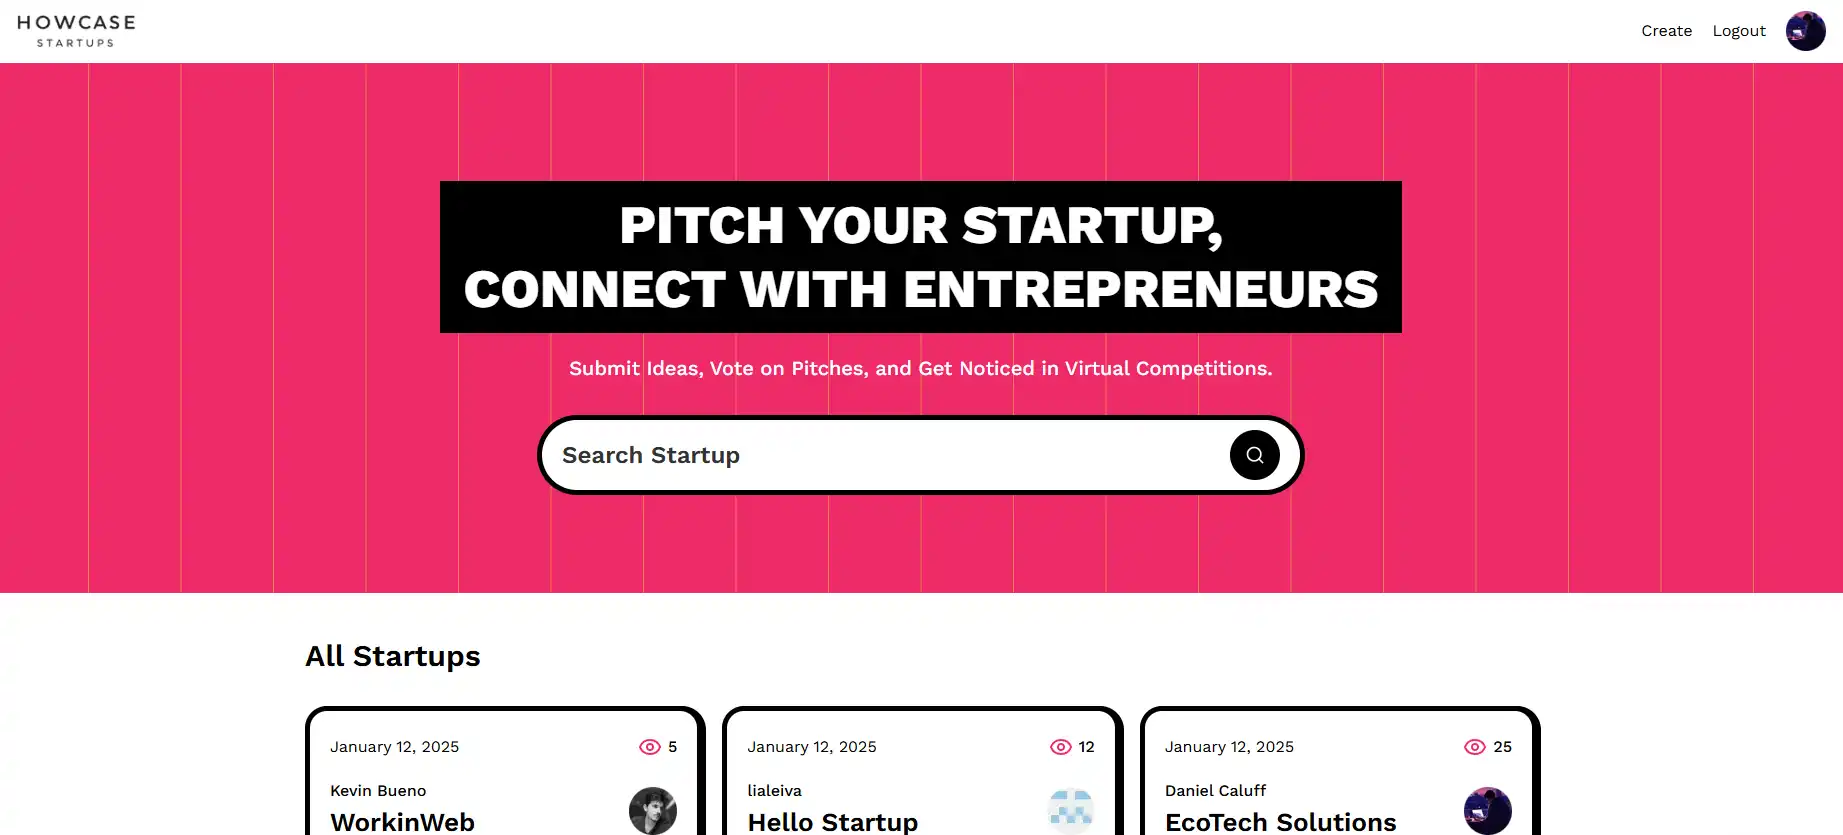 HOWCASE
STARTUPS
Create Logout
PITCH YOUR STARTUP,
CONNECT WITH ENTREPRENEURS
Submit Ideas, Vote on Pitches, and Get Noticed in Virtual Competitions.
Search Startup
All Startups
January 12, 2025 5
Kevin Bueno
WorkinWeb
January 12, 2025 12
lialeiva
Hello Startup
January 12, 2025 25
Daniel Caluff
EcoTech Solutions